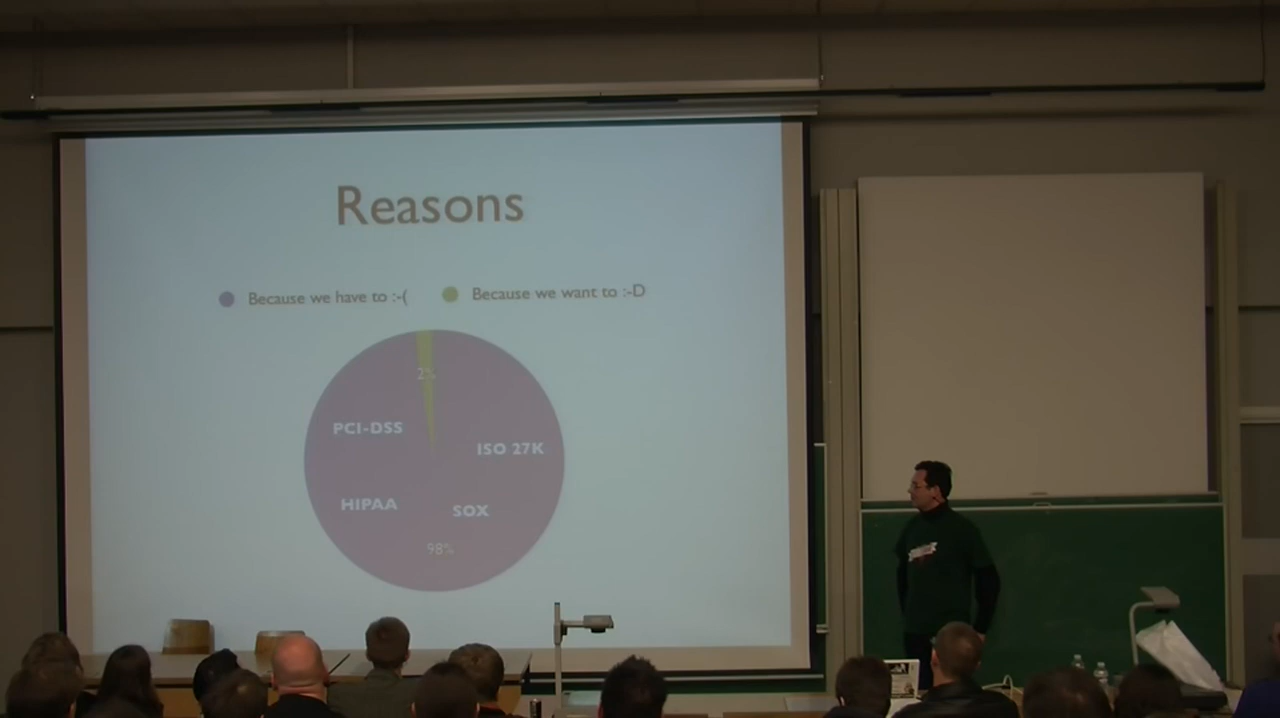 Reasons
Because we have to :-( Because we want to :-D
2%
PCI-DSS
ISO 27K
HIPAA
SOX
98%